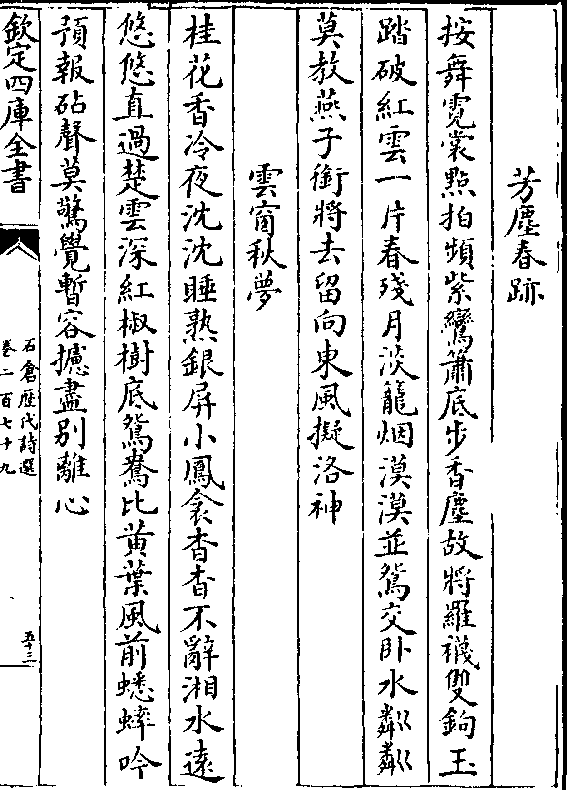 芳塵春跡
按舞霓裳點拍頻紫鸞簫底步香塵故將羅襪雙鉤玉
踏破紅雲一片春殘月淡籠烟漠漠並鴛交卧水粼粼
莫教燕子銜將去留向東風擬洛神
雲窗秋夢
桂花香冷夜沈沈睡熟銀屏小鳳衾杳杳不辭湘水遠
悠悠直過楚雲深紅椒樹底鴛鴦比黄葉風前蟋蟀吟
預報砧聲莫驚覺暫容攄盡别離心
欽定四庫全書
石倉歷代詩選
卷二百七十九
五十三